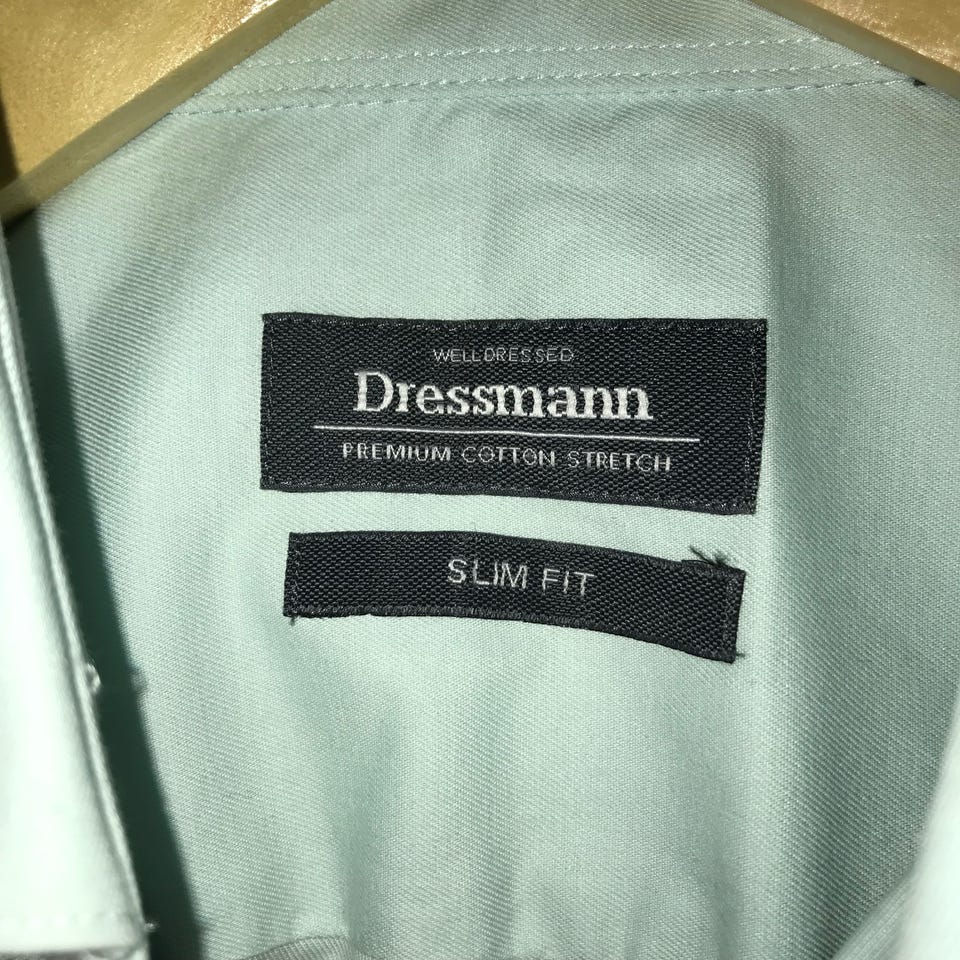 WELLDRESSED
Dressmann
PREMIUM COTTON STRETCH
SLIM FIT